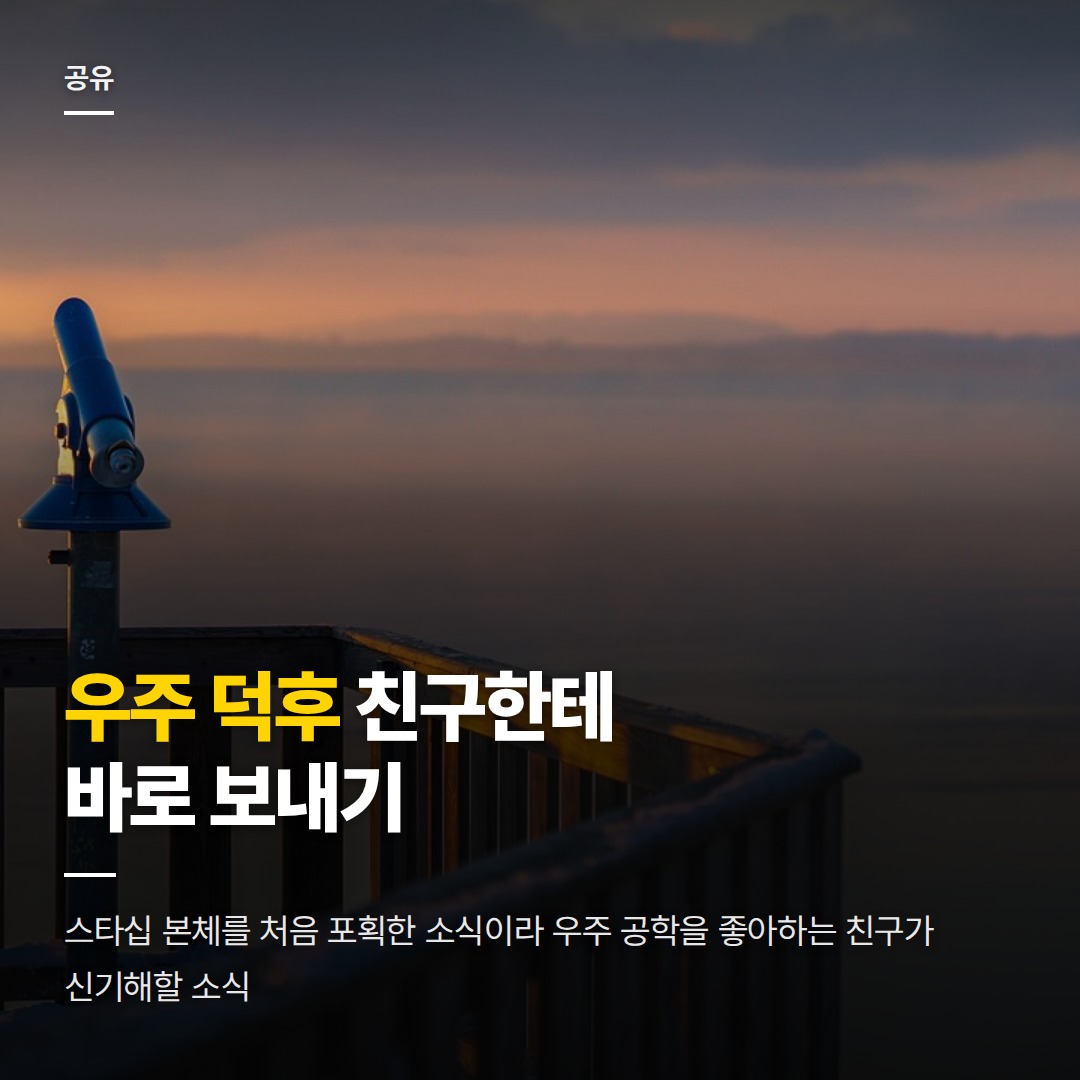 공유
우주 덕후 친구한테
바로 보내기
스타십 본체를 처음 포획한 소식이라 우주 공학을 좋아하는 친구가
신기해할 소식